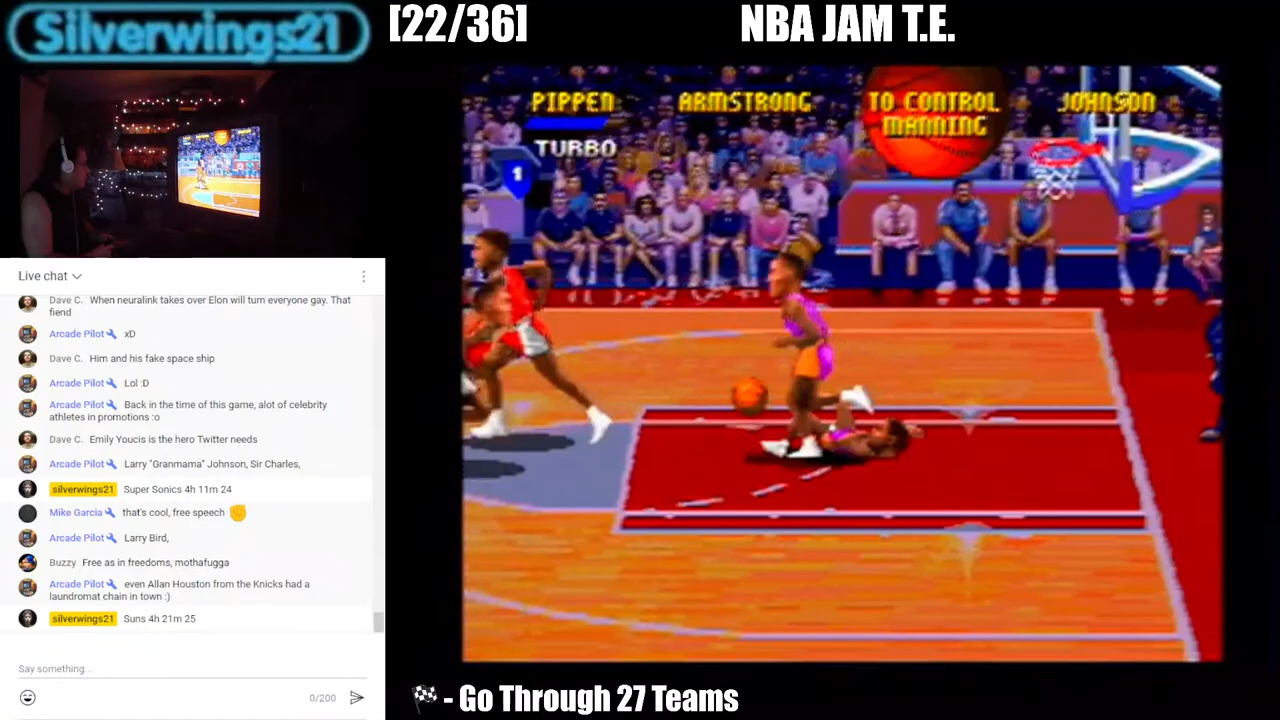 Silverwings21
[22/36]
NBA JAM T.E.
PIPPEN
TURBO
1
ARMSTRONG
TO CONTROL
MANNING
JOHNSON
Live chat
Dave C. When neuralink takes over Elon will turn everyone gay. That
fiend
Arcade Pilot xD
Dave C. Him and his fake space ship
Arcade Pilot Lol :D
Arcade Pilot Back in the time of this game, alot of celebrity
athletes in promotions :o
Dave C. Emily Youcis is the hero Twitter needs
Arcade Pilot Larry "Granmama" Johnson, Sir Charles,
silverwings21 Super Sonics 4h 11m 24
Mike Garcia that's cool, free speech ✊
Arcade Pilot Larry Bird,
Buzzy Free as in freedoms, mothafugga
Arcade Pilot even Allan Houston from the Knicks had a
laundromat chain in town :)
silverwings21 Suns 4h 21m 25
Say something...
0/200
🏁 - Go Through 27 Teams